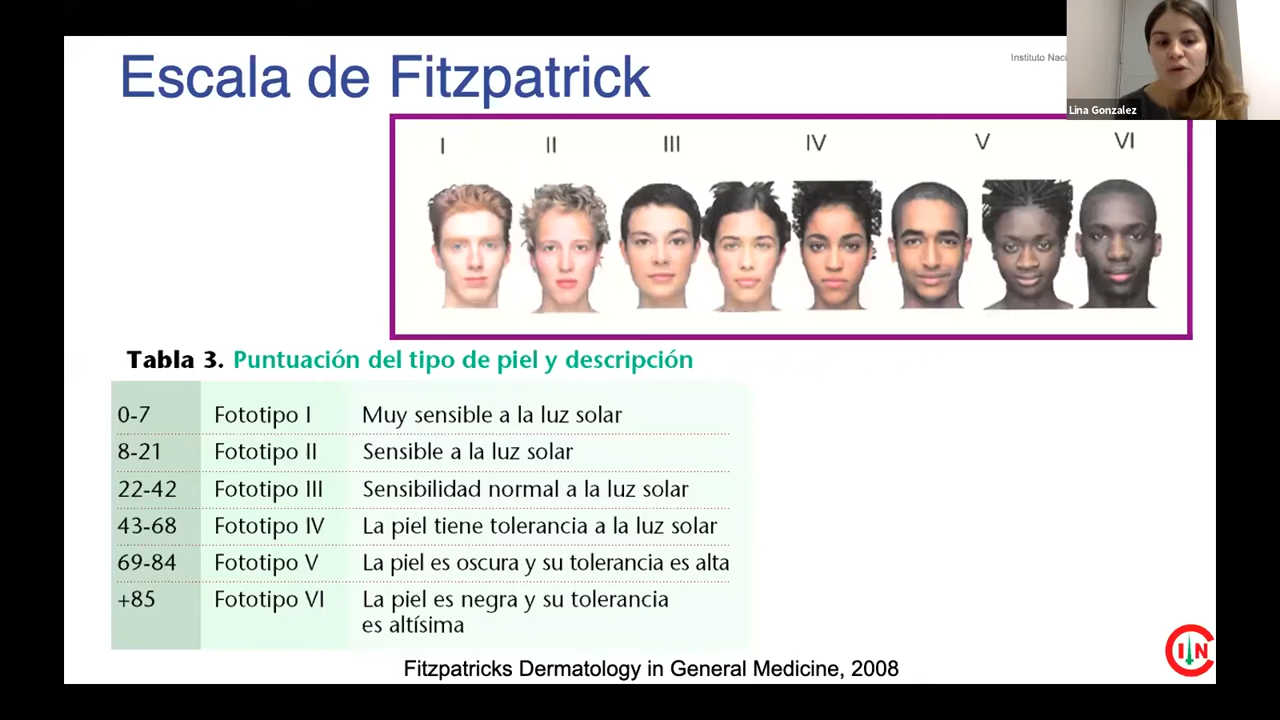 Escala de Fitzpatrick
Instituto
Lina Gonzalez
I II III IV V VI
Tabla 3. Puntuación del tipo de piel y descripción
0-7 Fototipo I Muy sensible a la luz solar
8-21 Fototipo II Sensible a la luz solar
22-42 Fototipo III Sensibilidad normal a la luz solar
43-68 Fototipo IV La piel tiene tolerancia a la luz solar
69-84 Fototipo V La piel es oscura y su tolerancia es alta
+85 Fototipo VI La piel es negra y su tolerancia
es altísima
Fitzpatricks Dermatology in General Medicine, 2008
CIN